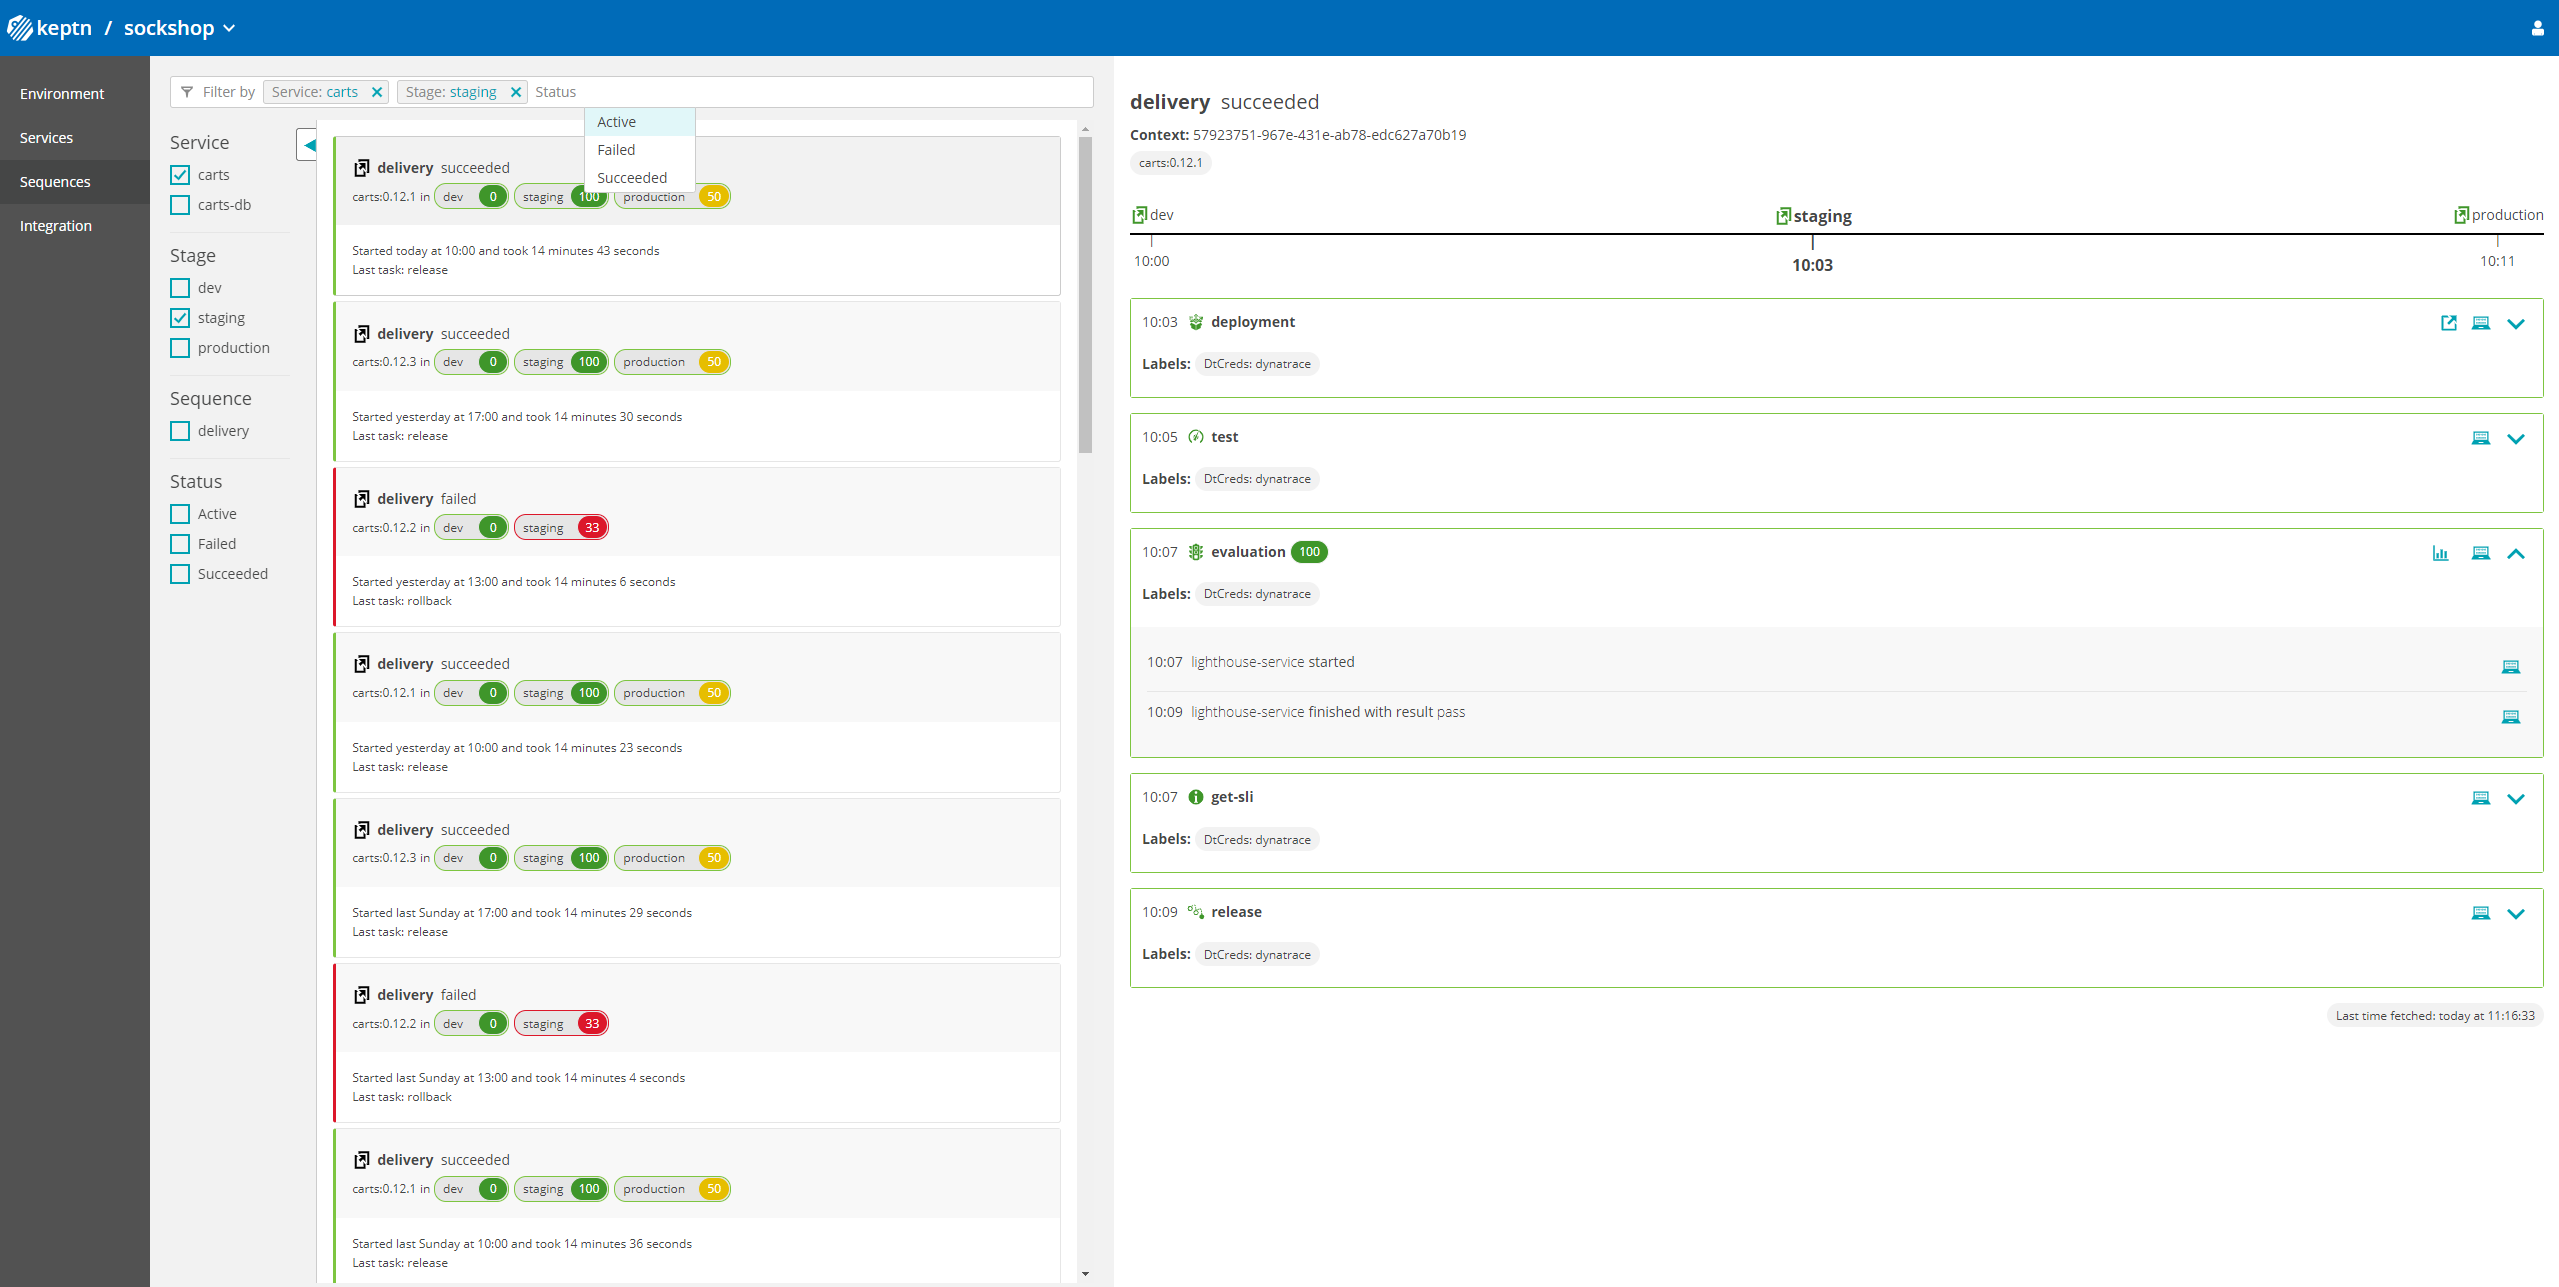 keptn / sockshop
Environment
Services
Sequences
Integration
Filter by Service: carts Stage: staging Status
Active
Failed
Succeeded
Service
carts
carts-db
Stage
dev
staging
production
Sequence
delivery
Status
Active
Failed
Succeeded
delivery succeeded
carts:0.12.1 in dev 0 staging 100 production 50
Started today at 10:00 and took 14 minutes 43 seconds
Last task: release
delivery succeeded
carts:0.12.3 in dev 0 staging 100 production 50
Started yesterday at 17:00 and took 14 minutes 30 seconds
Last task: release
delivery failed
carts:0.12.2 in dev 0 staging 33
Started yesterday at 13:00 and took 14 minutes 6 seconds
Last task: rollback
delivery succeeded
carts:0.12.1 in dev 0 staging 100 production 50
Started yesterday at 10:00 and took 14 minutes 23 seconds
Last task: release
delivery succeeded
carts:0.12.3 in dev 0 staging 100 production 50
Started last Sunday at 17:00 and took 14 minutes 29 seconds
Last task: release
delivery failed
carts:0.12.2 in dev 0 staging 33
Started last Sunday at 13:00 and took 14 minutes 4 seconds
Last task: rollback
delivery succeeded
carts:0.12.1 in dev 0 staging 100 production 50
Started last Sunday at 10:00 and took 14 minutes 36 seconds
Last task: release
delivery succeeded
Context: 57923751-967e-431e-ab78-edc627a70b19
carts:0.12.1
dev staging production
10:00 10:03 10:11
10:03 deployment
Labels: DtCreds: dynatrace
10:05 test
Labels: DtCreds: dynatrace
10:07 evaluation 100
Labels: DtCreds: dynatrace
10:07 lighthouse-service started
10:09 lighthouse-service finished with result pass
10:07 get-sli
Labels: DtCreds: dynatrace
10:09 release
Labels: DtCreds: dynatrace
Last time fetched: today at 11:16:33